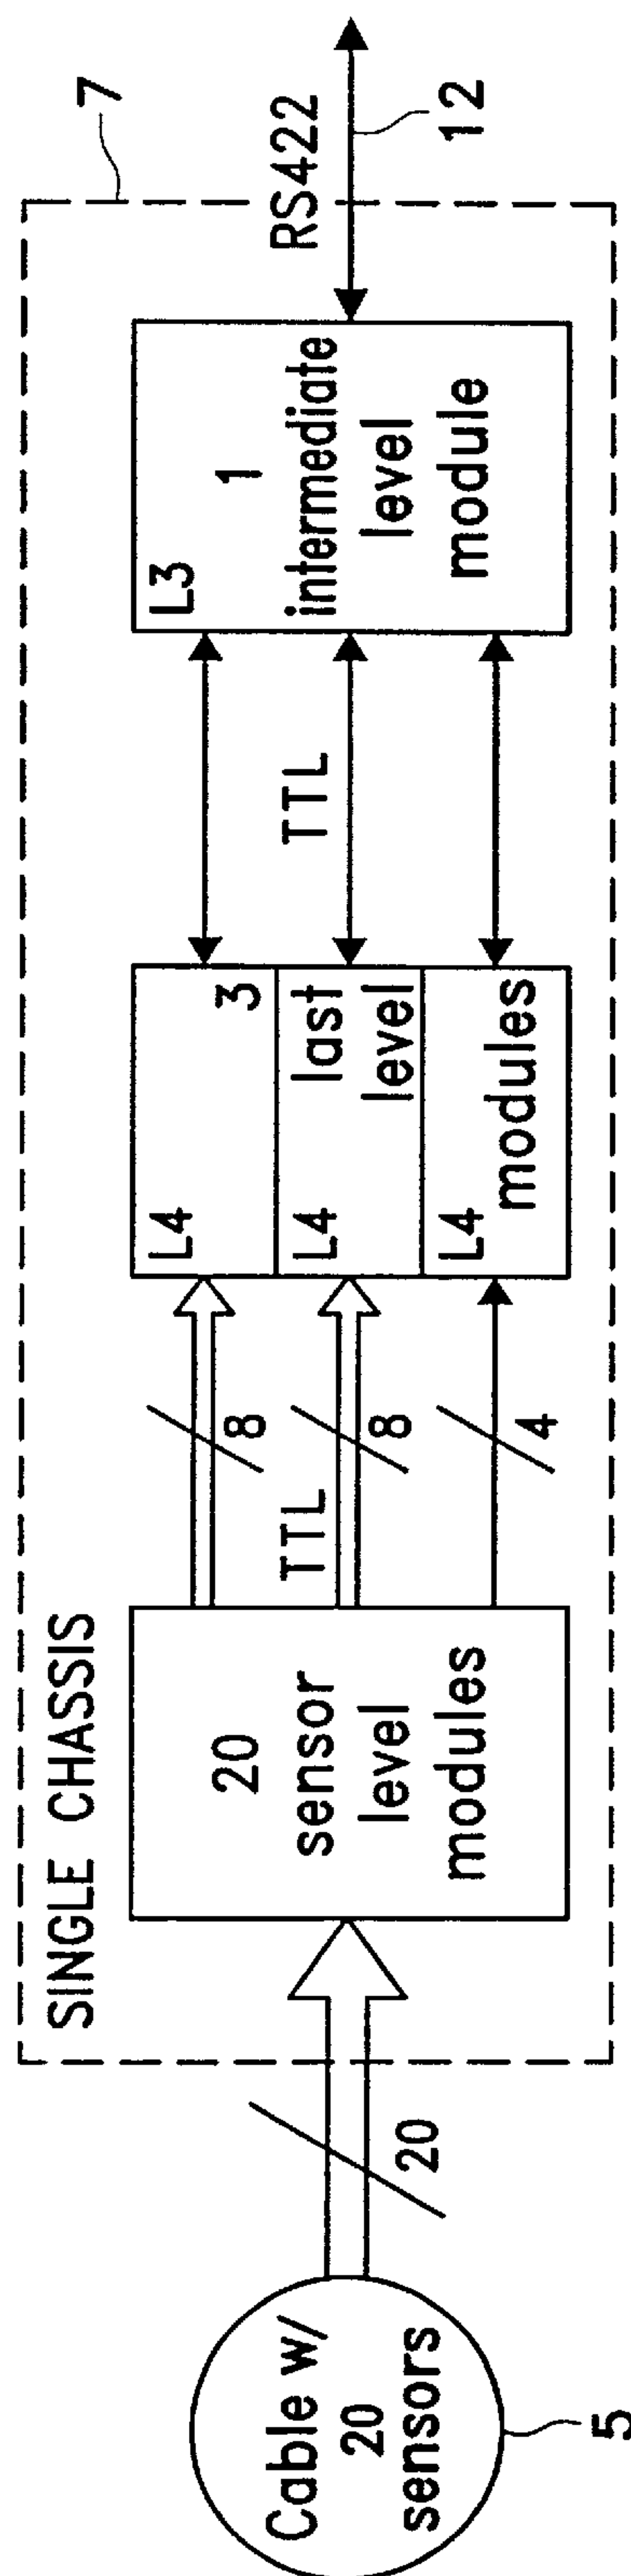 Cable w/
20
sensors
5
20
SINGLE CHASSIS
20
sensor
level
modules
8
TTL
8
4
L4
3
L4
last
level
L4
modules
TTL
L3
1
intermediate
level
module
7
RS422
12